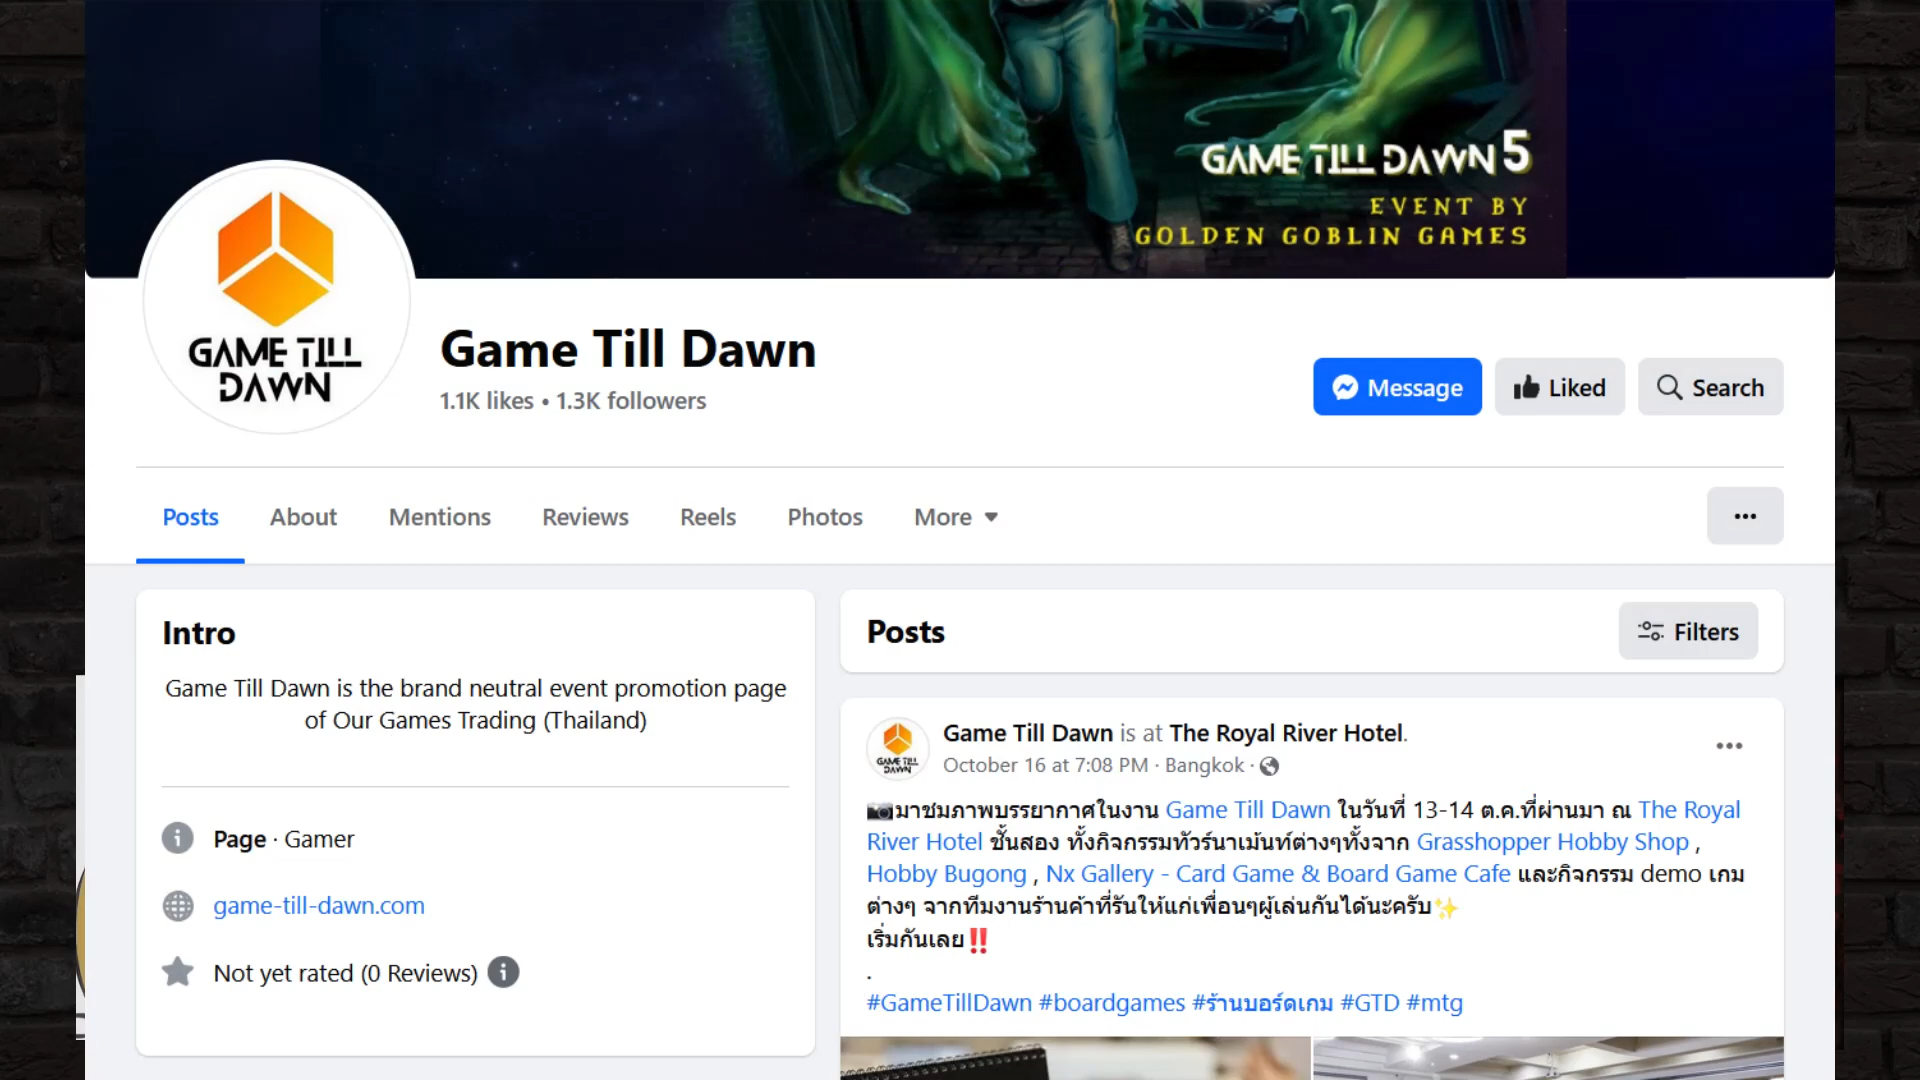 GAME TILL DAWN 5
EVENT BY
GOLDEN GOBLIN GAMES
GAME TILL
DAWN
Game Till Dawn
1.1K likes • 1.3K followers
Message
Liked
Search
Posts
About
Mentions
Reviews
Reels
Photos
More
Intro
Game Till Dawn is the brand neutral event promotion page
of Our Games Trading (Thailand)
Page · Gamer
game-till-dawn.com
Not yet rated (0 Reviews)
Posts
Filters
GAME TILL
DAWN
Game Till Dawn is at The Royal River Hotel.
October 16 at 7:08 PM · Bangkok ·
📷มาชมภาพบรรยากาศในงาน Game Till Dawn ในวันที่ 13-14 ต.ค.ที่ผ่านมา ณ The Royal
River Hotel ชั้นสอง ทั้งกิจกรรมทัวร์นาเม้นท์ต่างๆทั้งจาก Grasshopper Hobby Shop ,
Hobby Bugong , Nx Gallery - Card Game & Board Game Cafe และกิจกรรม demo เกม
ต่างๆ จากทีมงานร้านค้าที่รันให้แก่เพื่อนๆผู้เล่นกันได้นะครับ✨
เริ่มกันเลย‼️
.
#GameTillDawn #boardgames #ร้านบอร์ดเกม #GTD #mtg